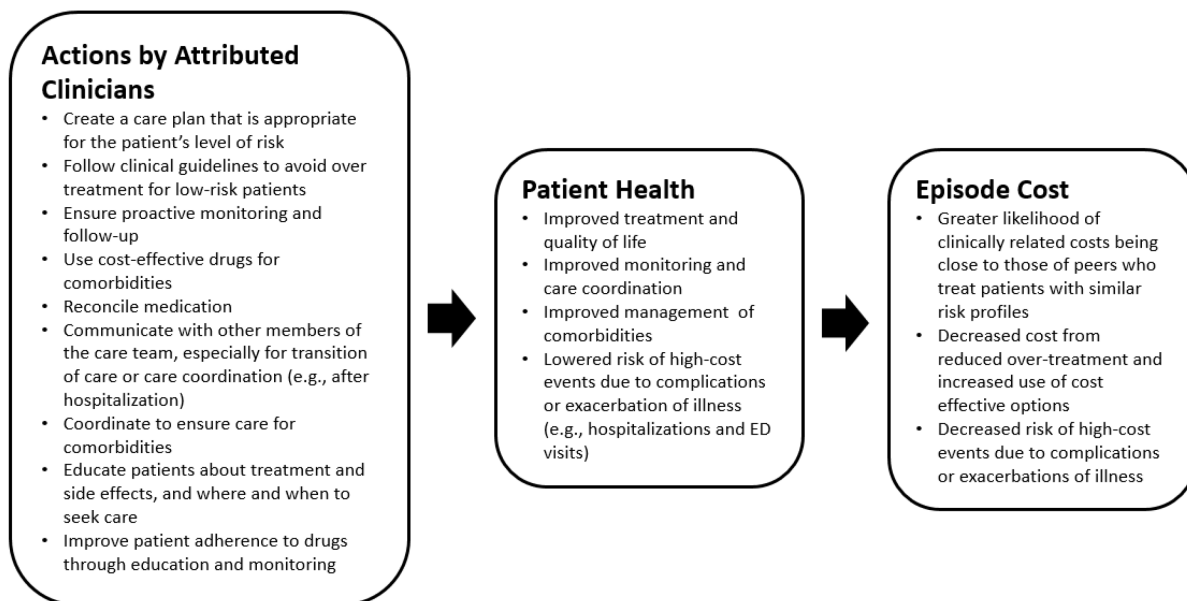 Actions by Attributed
Clinicians
• Create a care plan that is appropriate
for the patient's level of risk
• Follow clinical guidelines to avoid over
treatment for low-risk patients
• Ensure proactive monitoring and
follow-up
• Use cost-effective drugs for
comorbidities
• Reconcile medication
• Communicate with other members of
the care team, especially for transition
of care or care coordination (e.g., after
hospitalization)
• Coordinate to ensure care for
comorbidities
• Educate patients about treatment and
side effects, and where and when to
seek care
• Improve patient adherence to drugs
through education and monitoring
Patient Health
• Improved treatment and
quality of life
• Improved monitoring and
care coordination
• Improved management of
comorbidities
• Lowered risk of high-cost
events due to complications
or exacerbation of illness
(e.g., hospitalizations and ED
visits)
Episode Cost
• Greater likelihood of
clinically related costs being
close to those of peers who
treat patients with similar
risk profiles
• Decreased cost from
reduced over-treatment and
increased use of cost
effective options
• Decreased risk of high-cost
events due to complications
or exacerbations of illness